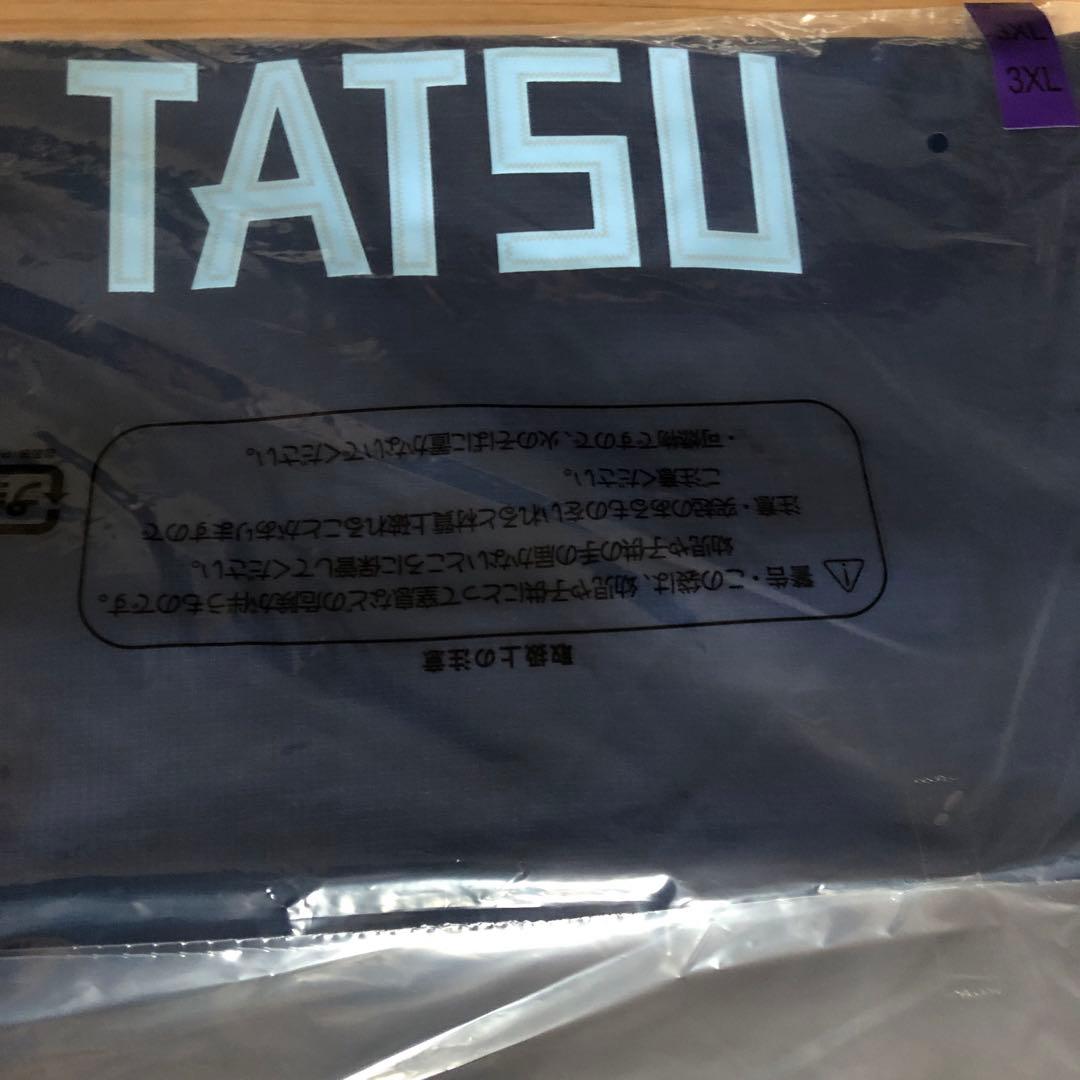 TATSU
3XL
3XL
取扱上の注意
警告・この袋は、幼児や子供にとって窒息などの危険が伴うものです。
幼児や子供の手の届かないところに保管してください。
注意・突起のあるものをいれると材質上破れることがありますので
ご注意ください。
・可燃物ですので、火のそばに置かないでください。
プラ